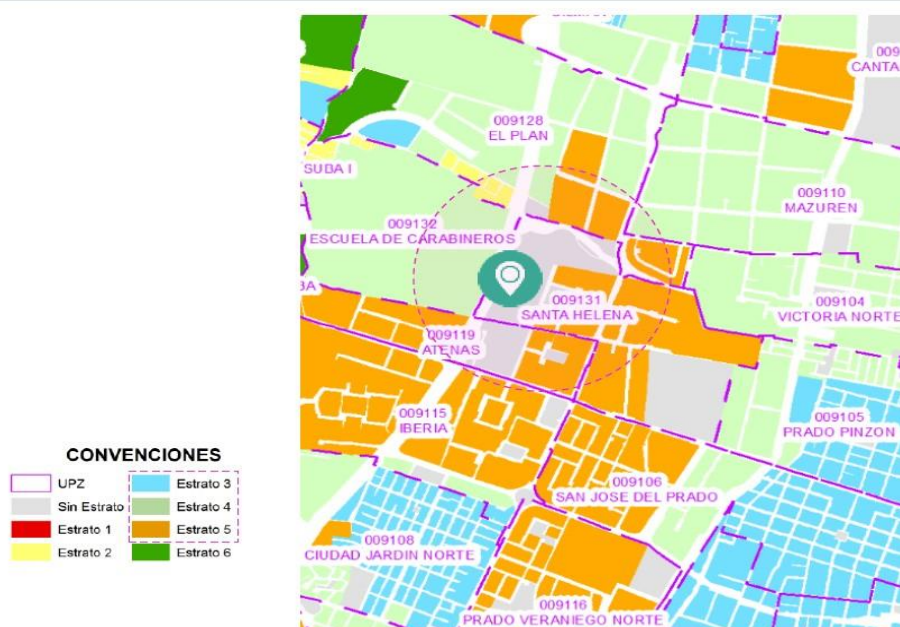 009128
EL PLAN
009
CANTA
SUBA I
009110
MAZUREN
009132
ESCUELA DE CARABINEROS
BA
009131
SANTA HELENA
009104
VICTORIA NORTE
009119
ATENAS
009115
IBERIA
009105
PRADO PINZON
009106
SAN JOSE DEL PRADO
009108
CIUDAD JARDIN NORTE
009116
PRADO VERANIEGO NORTE
CONVENCIONES
UPZ
Sin Estrato
Estrato 1
Estrato 2
Estrato 3
Estrato 4
Estrato 5
Estrato 6